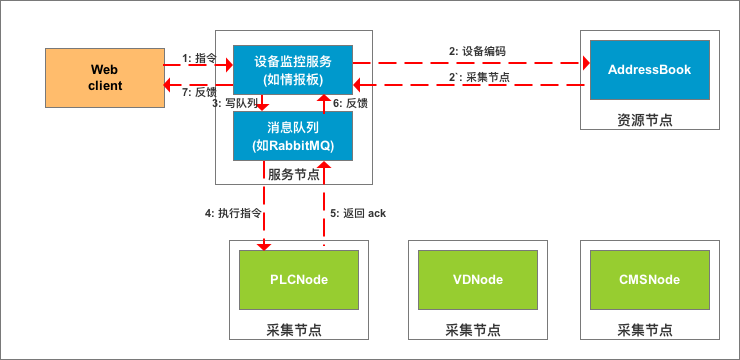 Web
client
1: 指令
7: 反馈
设备监控服务
(如情报板)
3: 写队列
6: 反馈
消息队列
(如RabbitMQ)
服务节点
2: 设备编码
2`: 采集节点
AddressBook
资源节点
4: 执行指令
5: 返回 ack
PLCNode
采集节点
VDNode
采集节点
CMSNode
采集节点